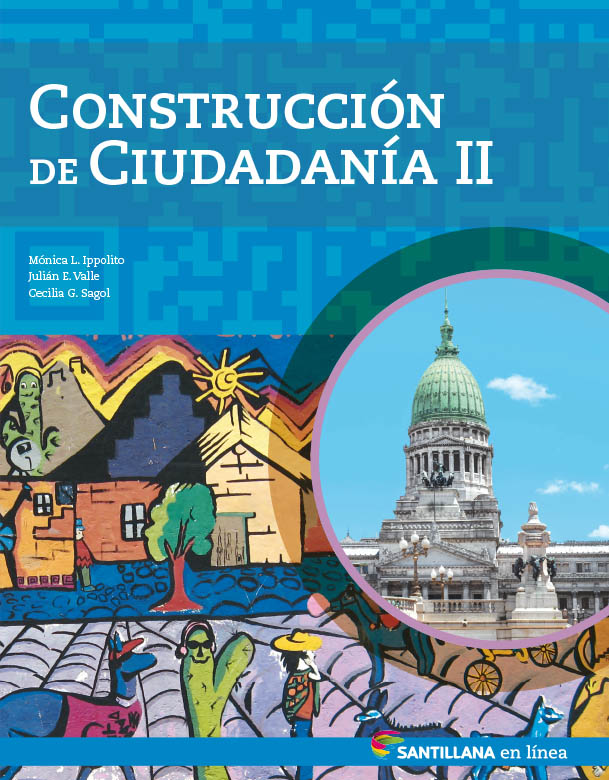 CONSTRUCCIÓN
DE CIUDADANÍA II
Mónica L. Ippolito
Julián E. Valle
Cecilia G. Sagol
SANTILLANA en línea